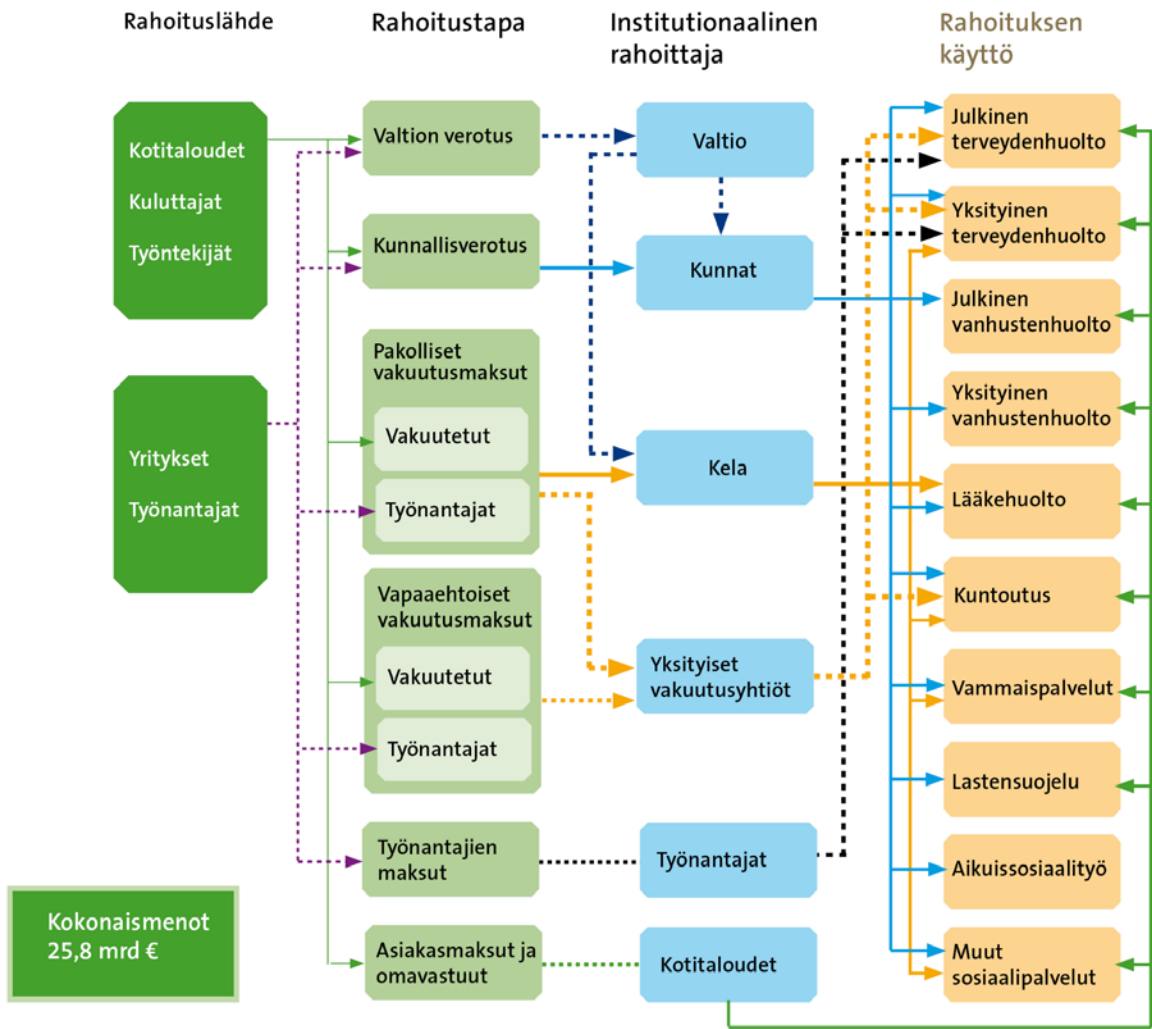 Rahoituslähde
Rahoitustapa
Institutionaalinen
rahoittaja
Rahoituksen
käyttö
Kotitaloudet
Kuluttajat
Työntekijät
Yritykset
Työnantajat
Kokonaismenot
25,8 mrd €
Valtion verotus
Kunnallisverotus
Pakolliset
vakuutusmaksut
Vakuutetut
Työnantajat
Vapaaehtoiset
vakuutusmaksut
Vakuutetut
Työnantajat
Työnantajien
maksut
Asiakasmaksut ja
omavastuut
Valtio
Kunnat
Kela
Yksityiset
vakuutusyhtiöt
Työnantajat
Kotitaloudet
Julkinen
terveydenhuolto
Yksityinen
terveydenhuolto
Julkinen
vanhustenhuolto
Yksityinen
vanhustenhuolto
Lääkehuolto
Kuntoutus
Vammaispalvelut
Lastensuojelu
Aikuissosiaalityö
Muut
sosiaalipalvelut